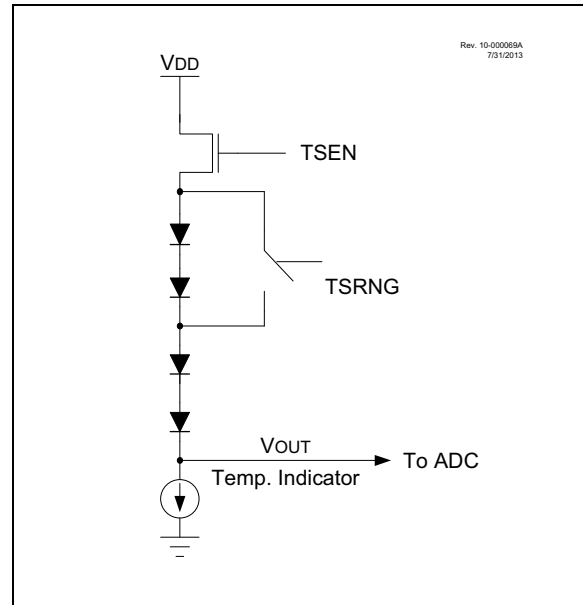 Rev. 10-000069A
7/31/2013
VDD
TSEN
TSRNG
VOUT
To ADC
Temp. Indicator